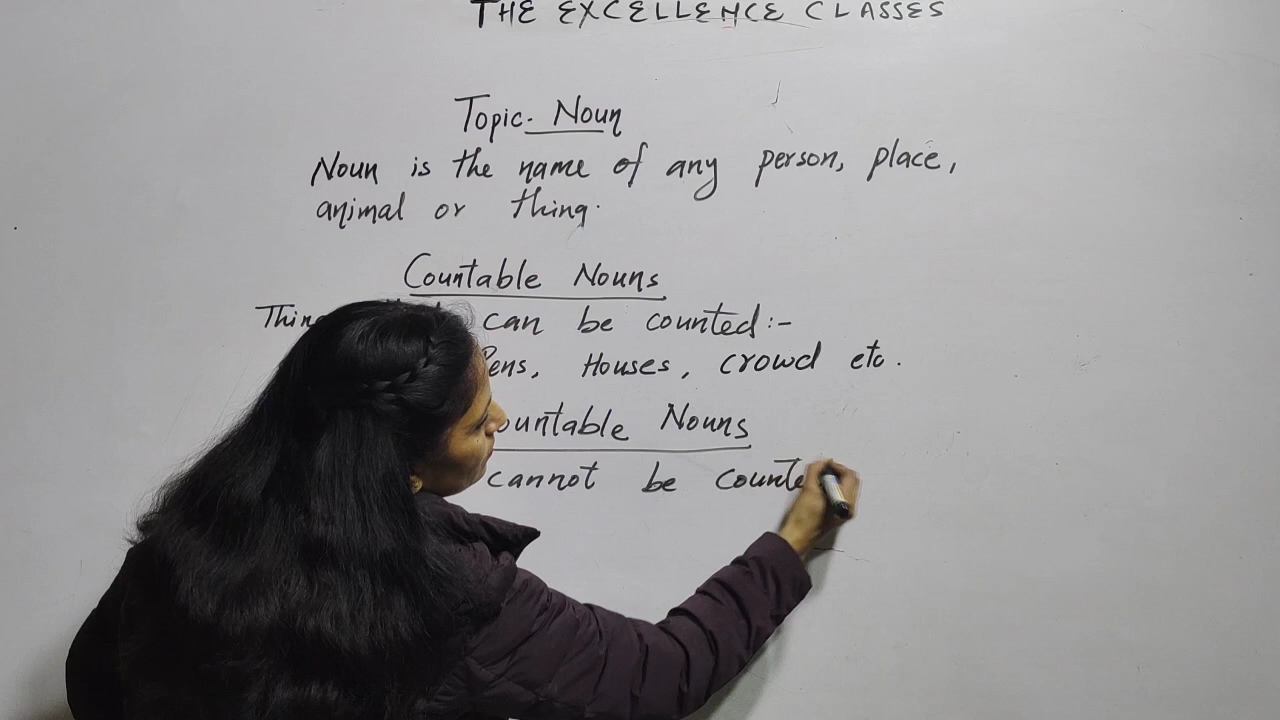 THE EXCELLENCE CLASSES
Topic- Noun
Noun is the name of any person, place,
animal or thing.
Countable Nouns
can be counted:-
Pens, Houses, crowd etc.
ountable Nouns
cannot be counte